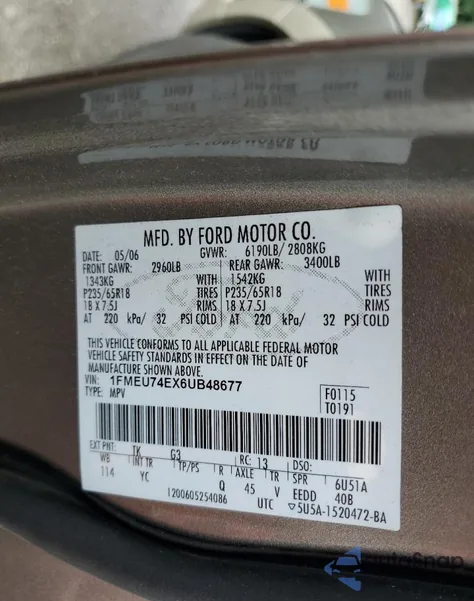 MFD. BY FORD MOTOR CO.
DATE: 05/06 GVWR: 6190LB/ 2808KG
FRONT GAWR: 2960LB REAR GAWR: 3400LB
1343KG WITH 1542KG WITH
P235/65R18 TIRES P235/65R18 TIRES
18 X 7.5J RIMS 18 X 7.5J RIMS
AT 220 kPa/ 32 PSI COLD AT 220 kPa/ 32 PSI COLD
THIS VEHICLE CONFORMS TO ALL APPLICABLE FEDERAL MOTOR
VEHICLE SAFETY STANDARDS IN EFFECT ON THE DATE OF
MANUFACTURE SHOWN ABOVE.
VIN: 1FMEU74EX6UB48677
TYPE: MPV
F0115
T0191
EXT PNT: TK G3 RC: 13 DSO:
WB INT TR TP/PS R AXLE TR SPR 6U51A
114 YC Q 45 V EEDD 40B
1200605254086 UTC ▽5U5A-1520472-BA
Ford
AutoSnap